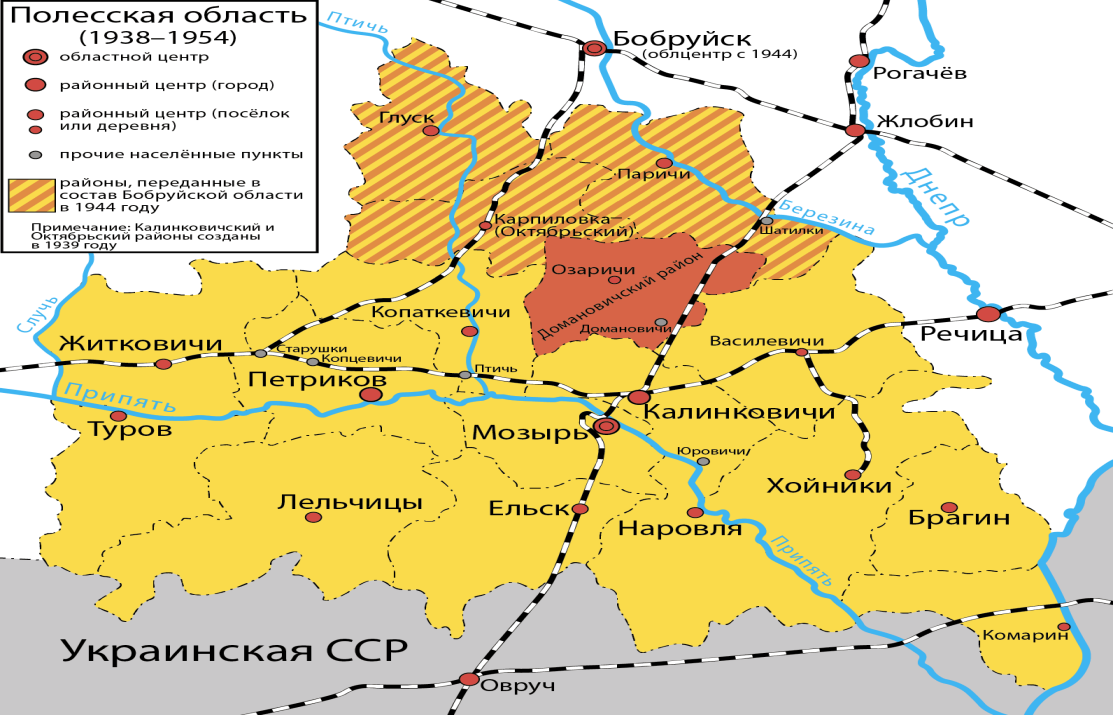 Полесская область
(1938–1954)
областной центр
районный центр (город)
районный центр (посёлок
или деревня)
прочие населённые пункты
районы, переданные в
состав Бобруйской области
в 1944 году
Примечание: Калинковичский и
Октябрьский районы созданы
в 1939 году
Птичь
Бобруйск
(облцентр с 1944)
Рогачёв
Глуск
Жлобин
Паричи
Днепр
Березина
Шатилки
Карпиловка
(Октябрьский)
Озаричи
Домановичский район
Домановичи
Случь
Копаткевичи
Житковичи
Старушки
Копцевичи
Птичь
Василевичи
Речица
Петриков
Припять
Туров
Калинковичи
Мозырь
Юровичи
Хойники
Лельчицы
Ельск
Наровля
Брагин
Припять
Комарин
Украинская ССР
Овруч